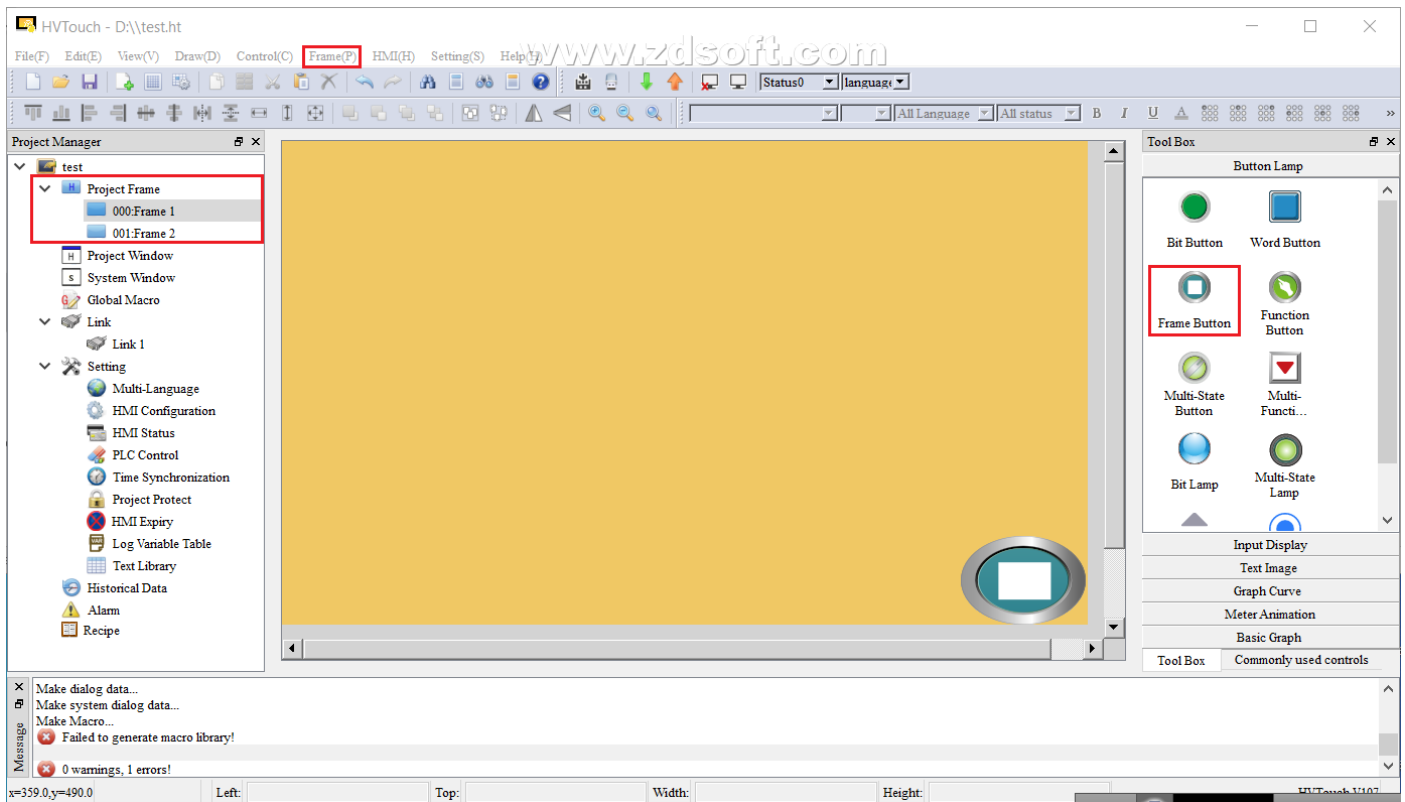 HVTouch - D:\\test.ht
File(F) Edit(E) View(V) Draw(D) Control(C) Frame(P) HMI(H) Setting(S) Help(H)
www.zdsoft.com
Status0 language
All Language All status B I U A
Project Manager
test
Project Frame
000:Frame 1
001:Frame 2
Project Window
System Window
Global Macro
Link
Link 1
Setting
Multi-Language
HMI Configuration
HMI Status
PLC Control
Time Synchronization
Project Protect
HMI Expiry
Log Variable Table
Text Library
Historical Data
Alarm
Recipe
Tool Box
Button Lamp
Bit Button Word Button
Frame Button Function
Button
Multi-State Multi-
Button Functi...
Bit Lamp Multi-State
Lamp
Input Display
Text Image
Graph Curve
Meter Animation
Basic Graph
Tool Box Commonly used controls
Message
Make dialog data...
Make system dialog data...
Make Macro...
Failed to generate macro library!
0 warnings, 1 errors!
x=359.0,y=490.0 Left: Top: Width: Height: HVTouch V107